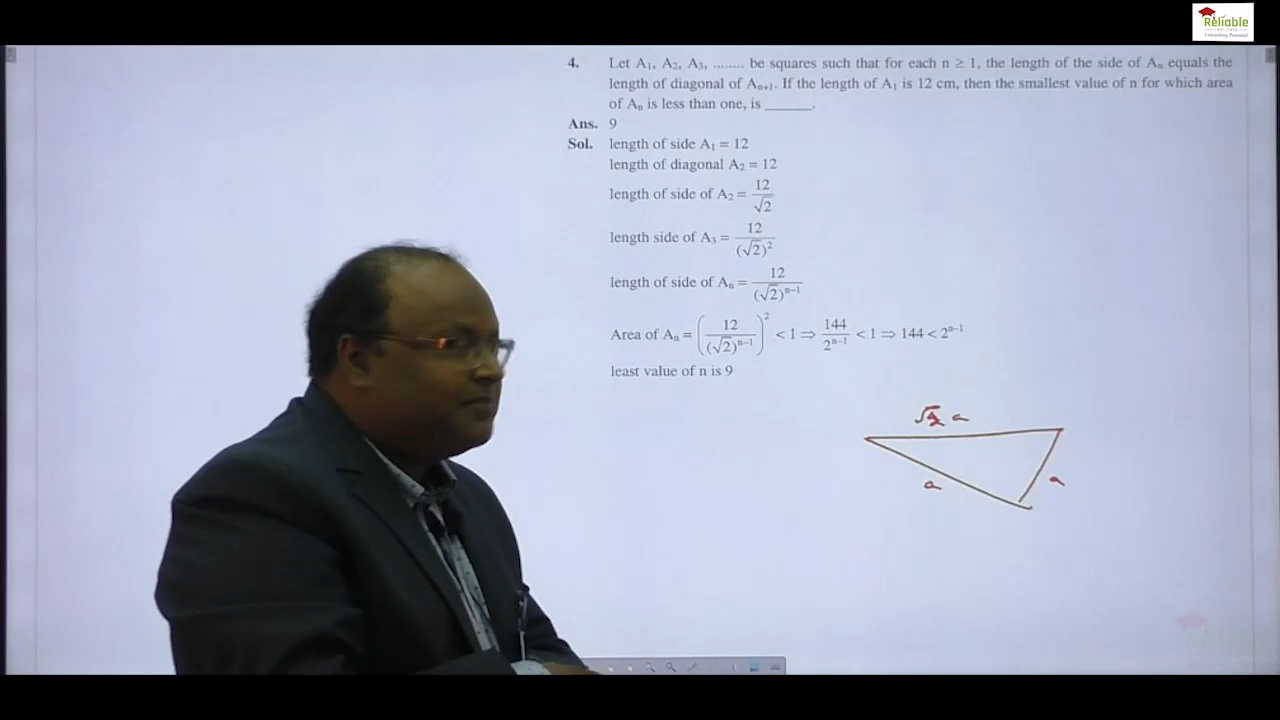 Reliable
INSTITUTE
Unleashing Potential
4. Let A₁, A₂, A₃, ........ be squares such that for each n ≥ 1, the length of the side of Aₙ equals the
length of diagonal of Aₙ₊₁. If the length of A₁ is 12 cm, then the smallest value of n for which area
of Aₙ is less than one, is ______.
Ans. 9
Sol. length of side A₁ = 12
length of diagonal A₂ = 12
length of side of A₂ = 12/√2
length side of A₃ = 12/(√2)²
length of side of Aₙ = 12/(√2)ⁿ⁻¹
Area of Aₙ = (12/(√2)ⁿ⁻¹)² < 1 ⇒ 144/2ⁿ⁻¹ < 1 ⇒ 144 < 2ⁿ⁻¹
least value of n is 9
√2 a
a
a